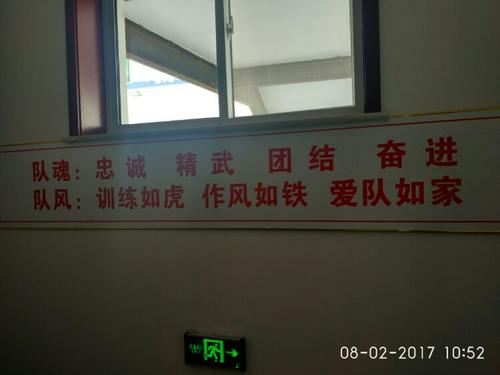 队魂：忠诚 精武 团结 奋进
队风：训练如虎 作风如铁 爱队如家
08-02-2017 10:52